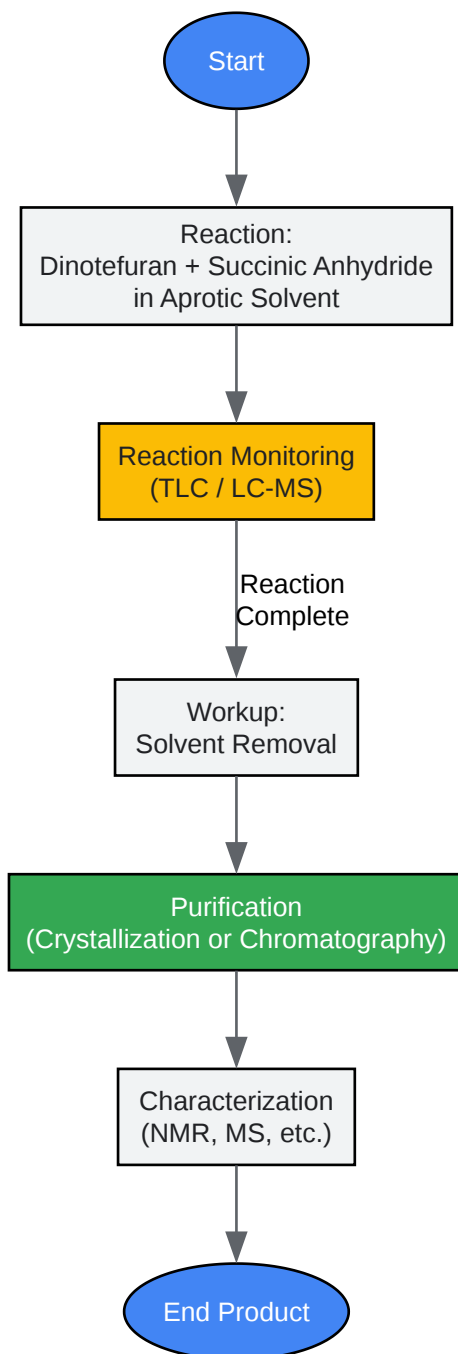 Start
Reaction:
Dinotefuran + Succinic Anhydride
in Aprotic Solvent
Reaction Monitoring
(TLC / LC-MS)
Reaction
Complete
Workup:
Solvent Removal
Purification
(Crystallization or Chromatography)
Characterization
(NMR, MS, etc.)
End Product